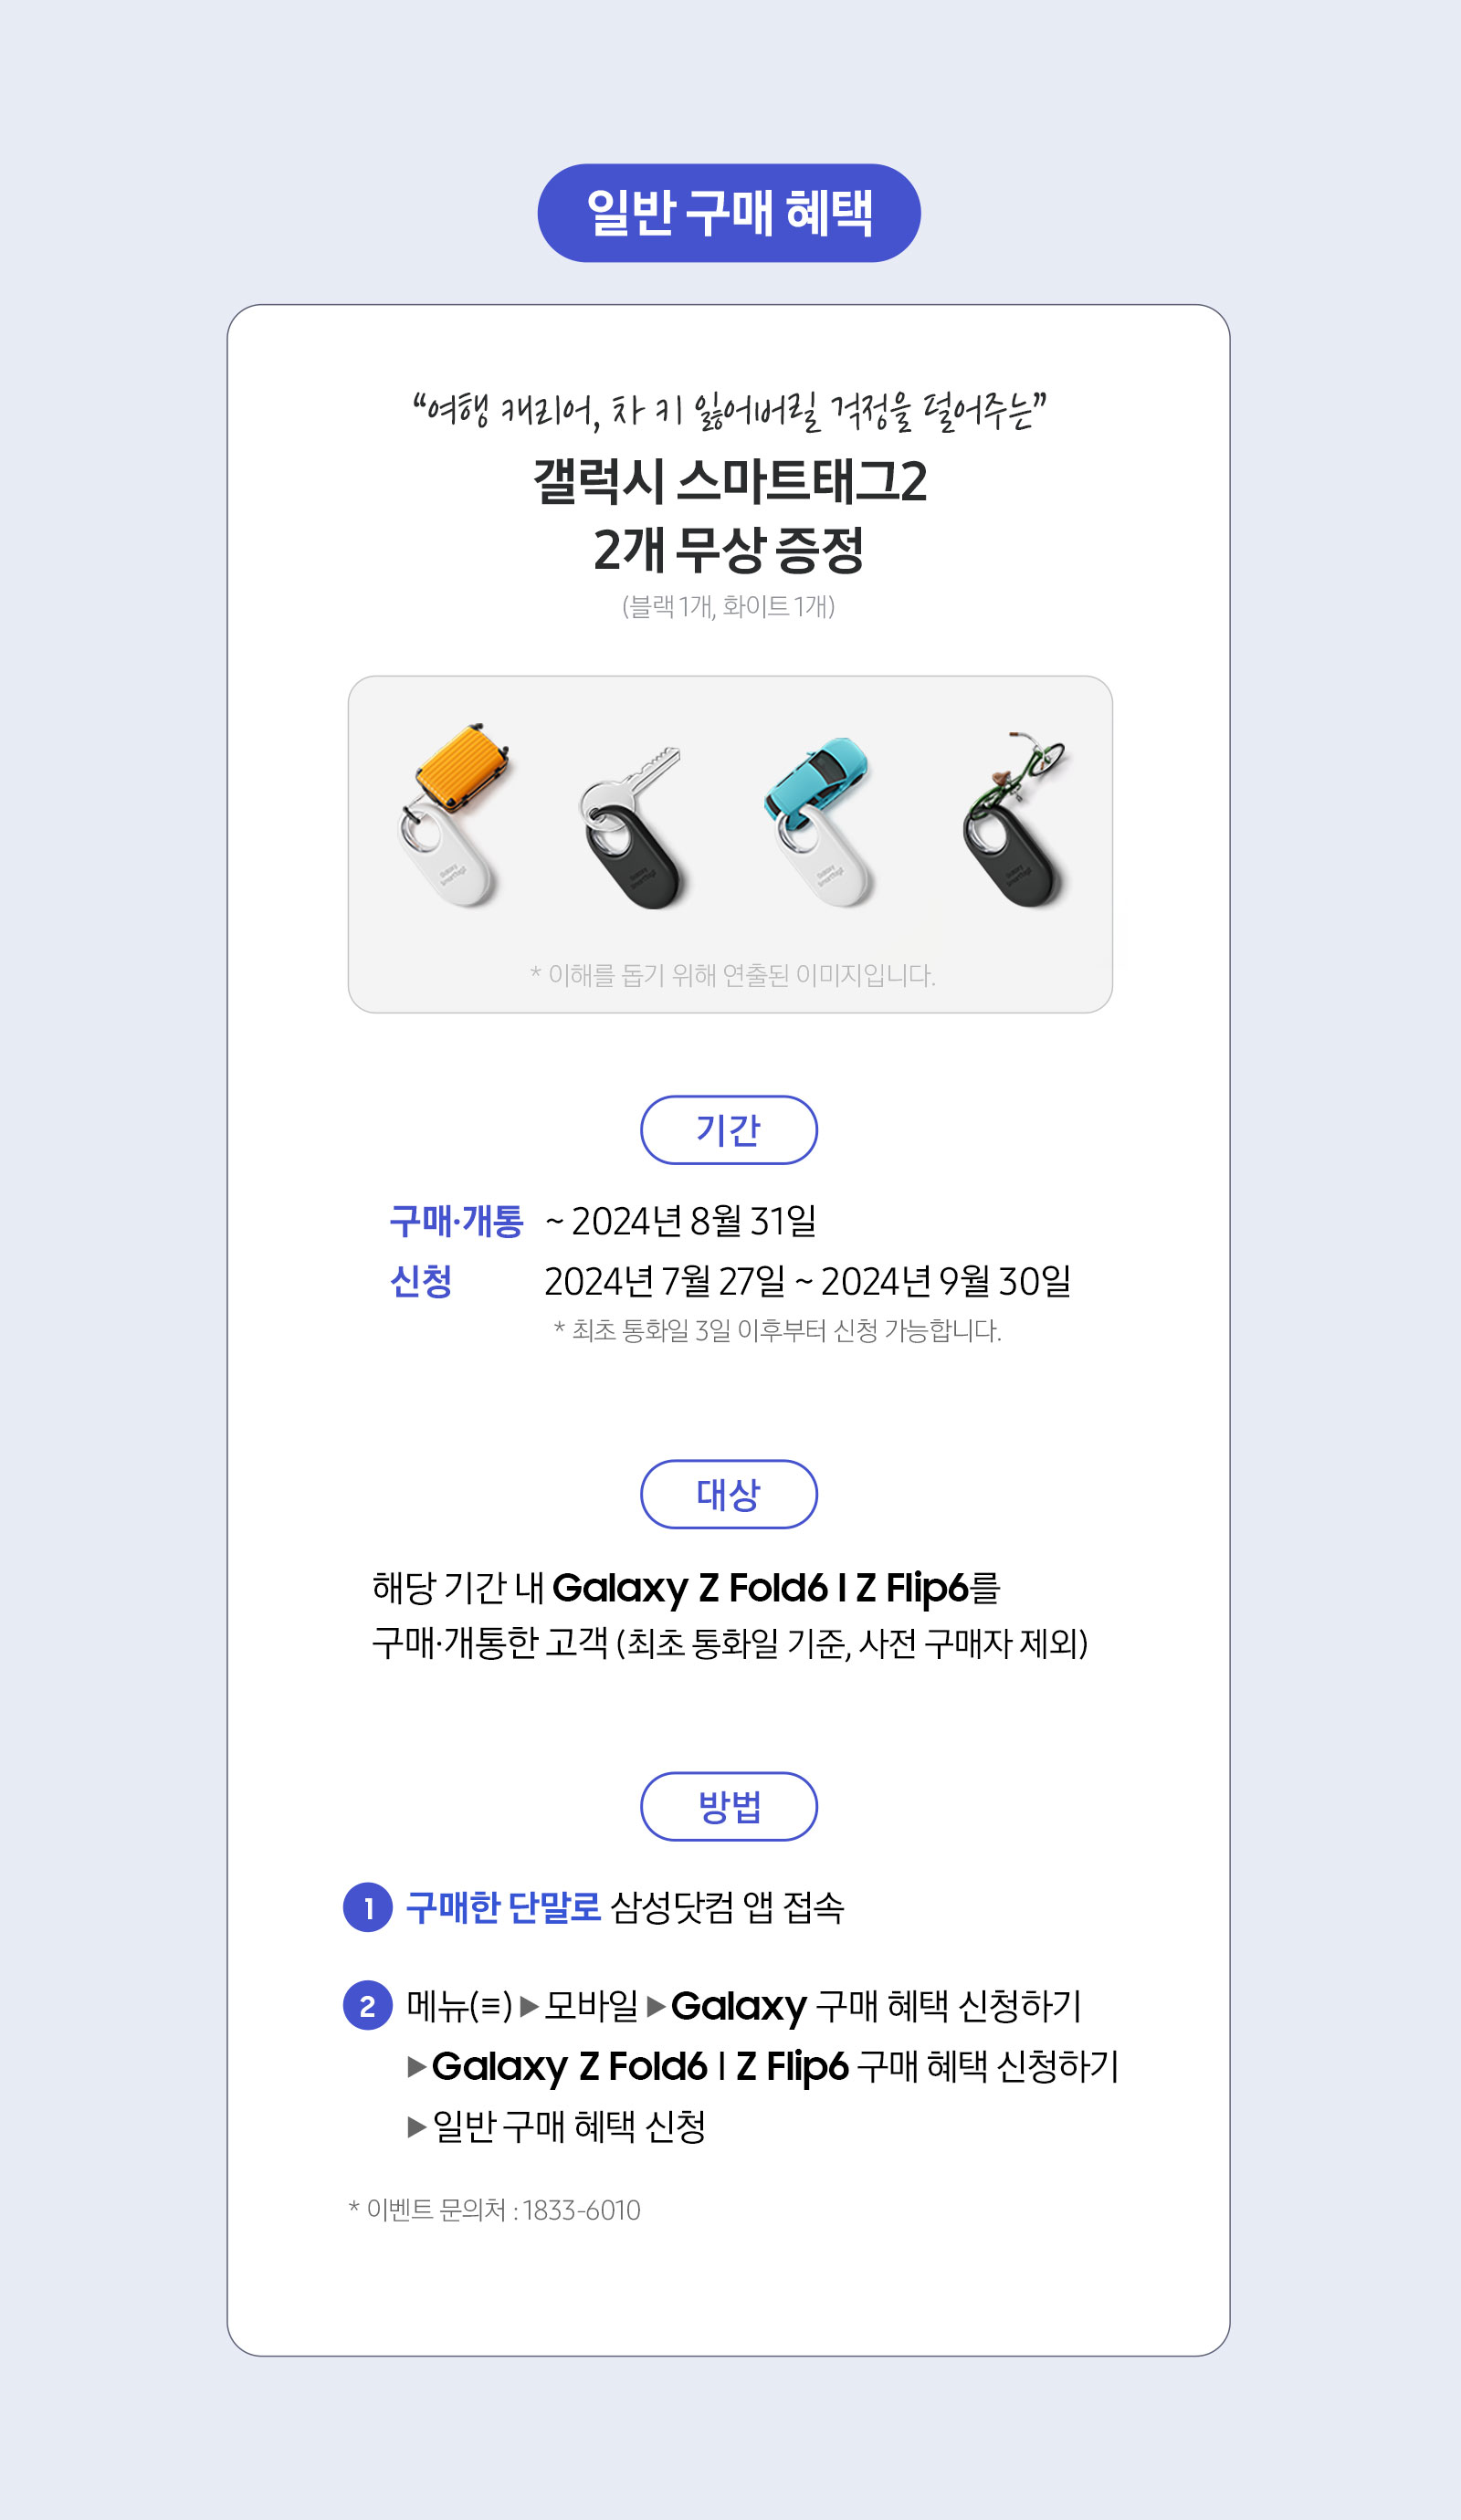 일반 구매 혜택
“여행 캐리어, 차 키 잃어버릴 걱정을 덜어주는”
갤럭시 스마트태그2
2개 무상 증정
(블랙 1개, 화이트 1개)
Galaxy SmartTag2
Galaxy SmartTag2
Galaxy SmartTag2
Galaxy SmartTag2
* 이해를 돕기 위해 연출된 이미지입니다.
기간
구매·개통 ~ 2024년 8월 31일
신청 2024년 7월 27일 ~ 2024년 9월 30일
* 최초 통화일 3일 이후부터 신청 가능합니다.
대상
해당 기간 내 Galaxy Z Fold6 I Z Flip6를
구매·개통한 고객 (최초 통화일 기준, 사전 구매자 제외)
방법
1 구매한 단말로 삼성닷컴 앱 접속
2 메뉴(≡) ▶ 모바일 ▶ Galaxy 구매 혜택 신청하기
▶ Galaxy Z Fold6 l Z Flip6 구매 혜택 신청하기
▶ 일반 구매 혜택 신청
* 이벤트 문의처 : 1833-6010